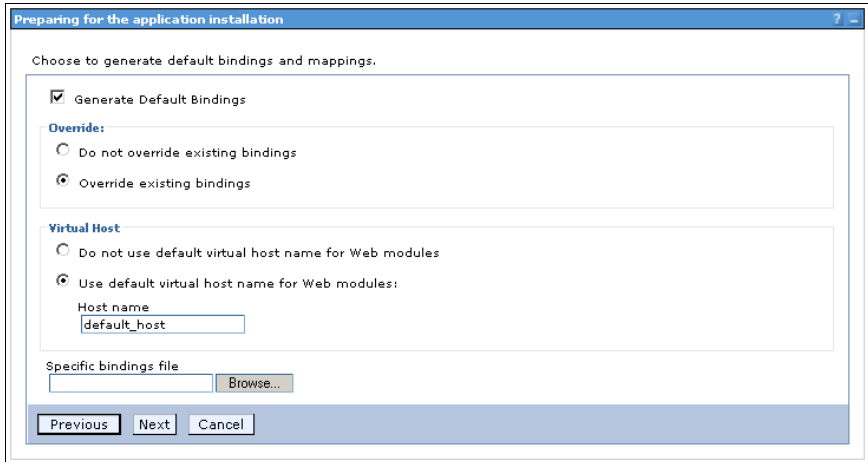 Preparing for the application installation ? –
Choose to generate default bindings and mappings.
Generate Default Bindings
Override:
Do not override existing bindings
Override existing bindings
Virtual Host
Do not use default virtual host name for Web modules
Use default virtual host name for Web modules:
Host name
default_host
Specific bindings file
Browse...
Previous Next Cancel